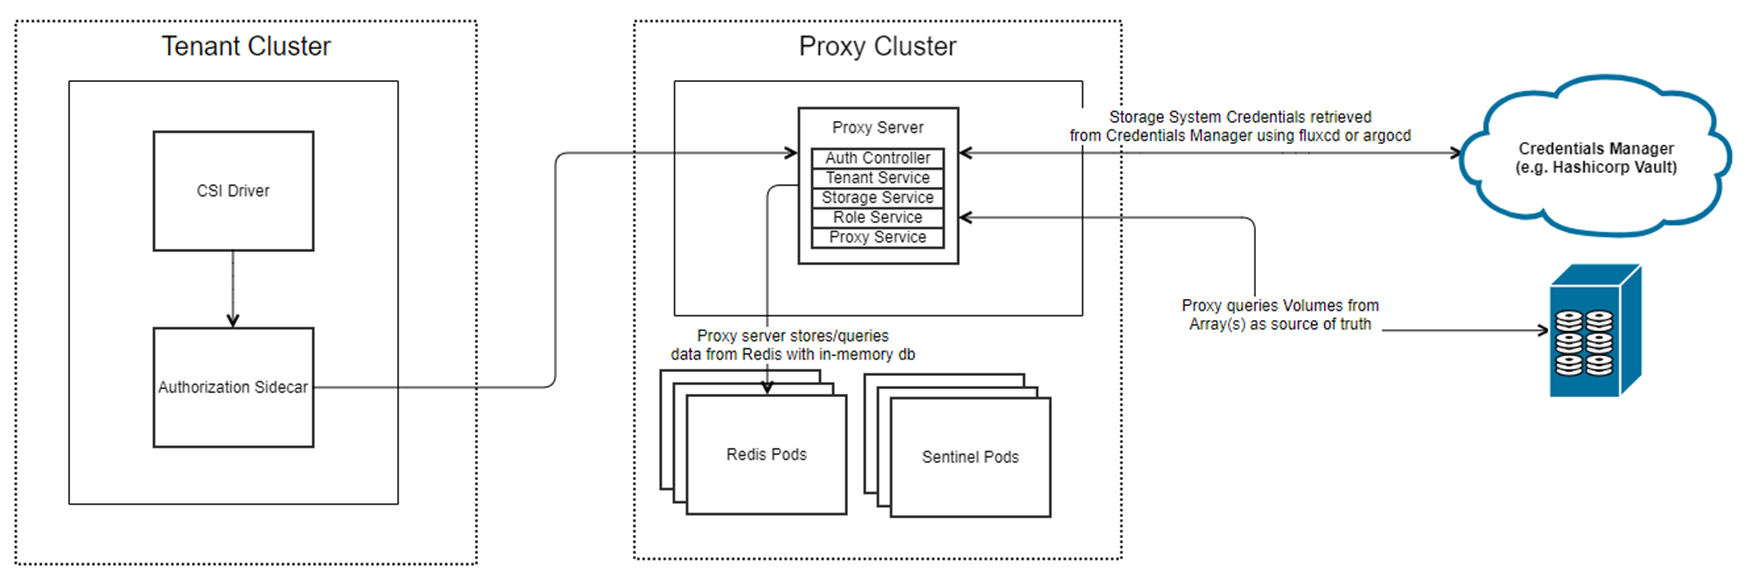 Tenant Cluster
CSI Driver
Authorization Sidecar
Proxy Cluster
Proxy Server
Auth Controller
Tenant Service
Storage Service
Role Service
Proxy Service
Proxy server stores/queries
data from Redis with in-memory db
Redis Pods
Sentinel Pods
Storage System Credentials retrieved
from Credentials Manager using fluxcd or argocd
Credentials Manager
(e.g. Hashicorp Vault)
Proxy queries Volumes from
Array(s) as source of truth